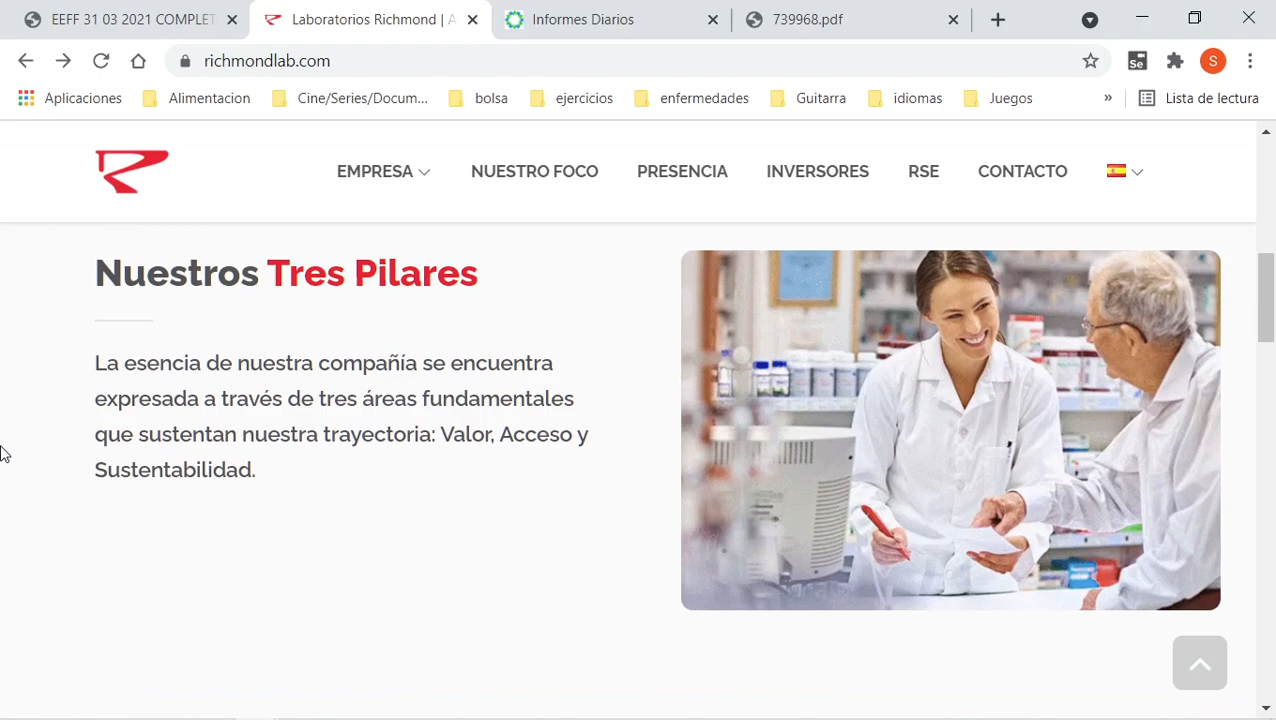 EEFF 31 03 2021 COMPLET
Laboratorios Richmond | A
Informes Diarios
739968.pdf
richmondlab.com
Se
S
Aplicaciones
Alimentacion
Cine/Series/Docum...
bolsa
ejercicios
enfermedades
Guitarra
idiomas
Juegos
»
Lista de lectura
EMPRESA
NUESTRO FOCO
PRESENCIA
INVERSORES
RSE
CONTACTO
Nuestros Tres Pilares
La esencia de nuestra compañía se encuentra
expresada a través de tres áreas fundamentales
que sustentan nuestra trayectoria: Valor, Acceso y
Sustentabilidad.